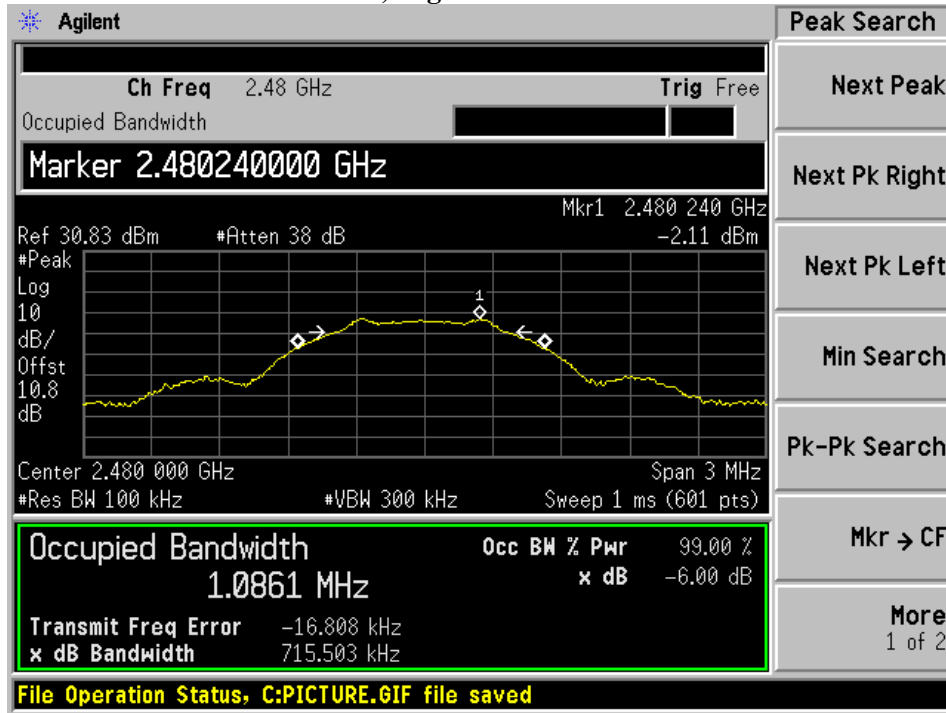 Agilent
Peak Search
Ch Freq 2.48 GHz Trig Free
Occupied Bandwidth
Marker 2.480240000 GHz
Mkr1 2.480 240 GHz
Ref 30.83 dBm #Atten 38 dB -2.11 dBm
#Peak
Log
10
dB/
Offst
10.8
dB
1
Center 2.480 000 GHz Span 3 MHz
#Res BW 100 kHz #VBW 300 kHz Sweep 1 ms (601 pts)
Occupied Bandwidth Occ BW % Pwr 99.00 %
1.0861 MHz x dB -6.00 dB
Transmit Freq Error -16.808 kHz
x dB Bandwidth 715.503 kHz
File Operation Status, C:PICTURE.GIF file saved
Next Peak
Next Pk Right
Next Pk Left
Min Search
Pk-Pk Search
Mkr → CF
More
1 of 2